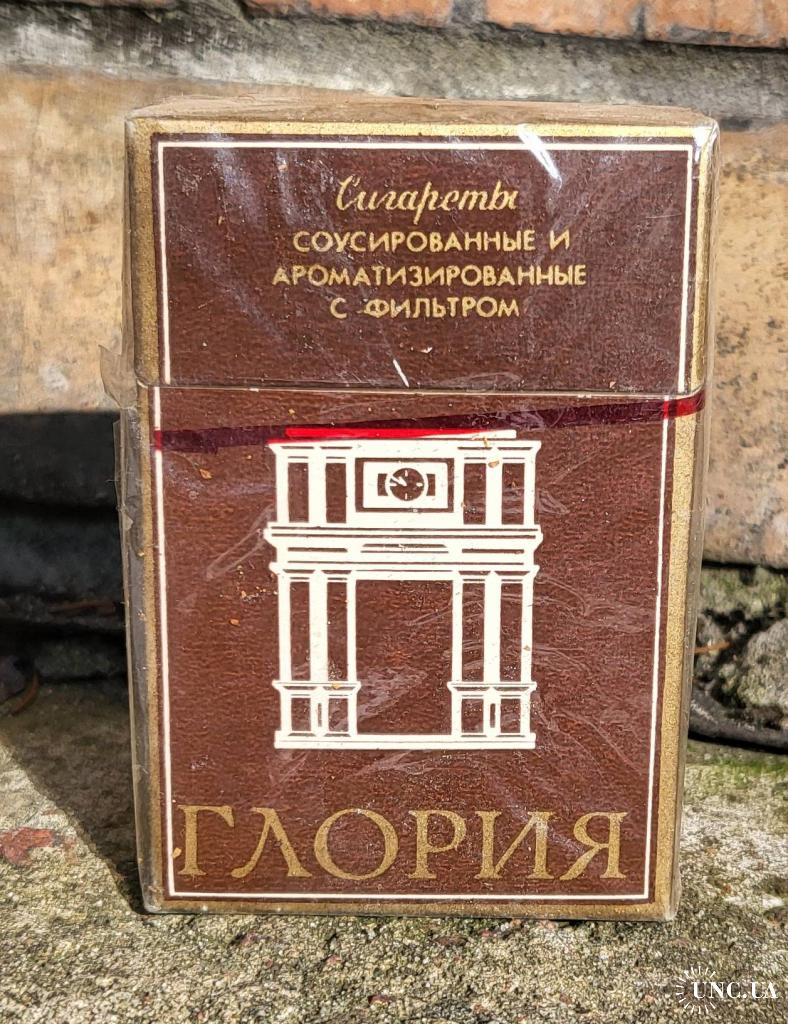 Сигареты
СОУСИРОВАННЫЕ И
АРОМАТИЗИРОВАННЫЕ
С ФИЛЬТРОМ
ГЛОРИЯ
UNC.UA